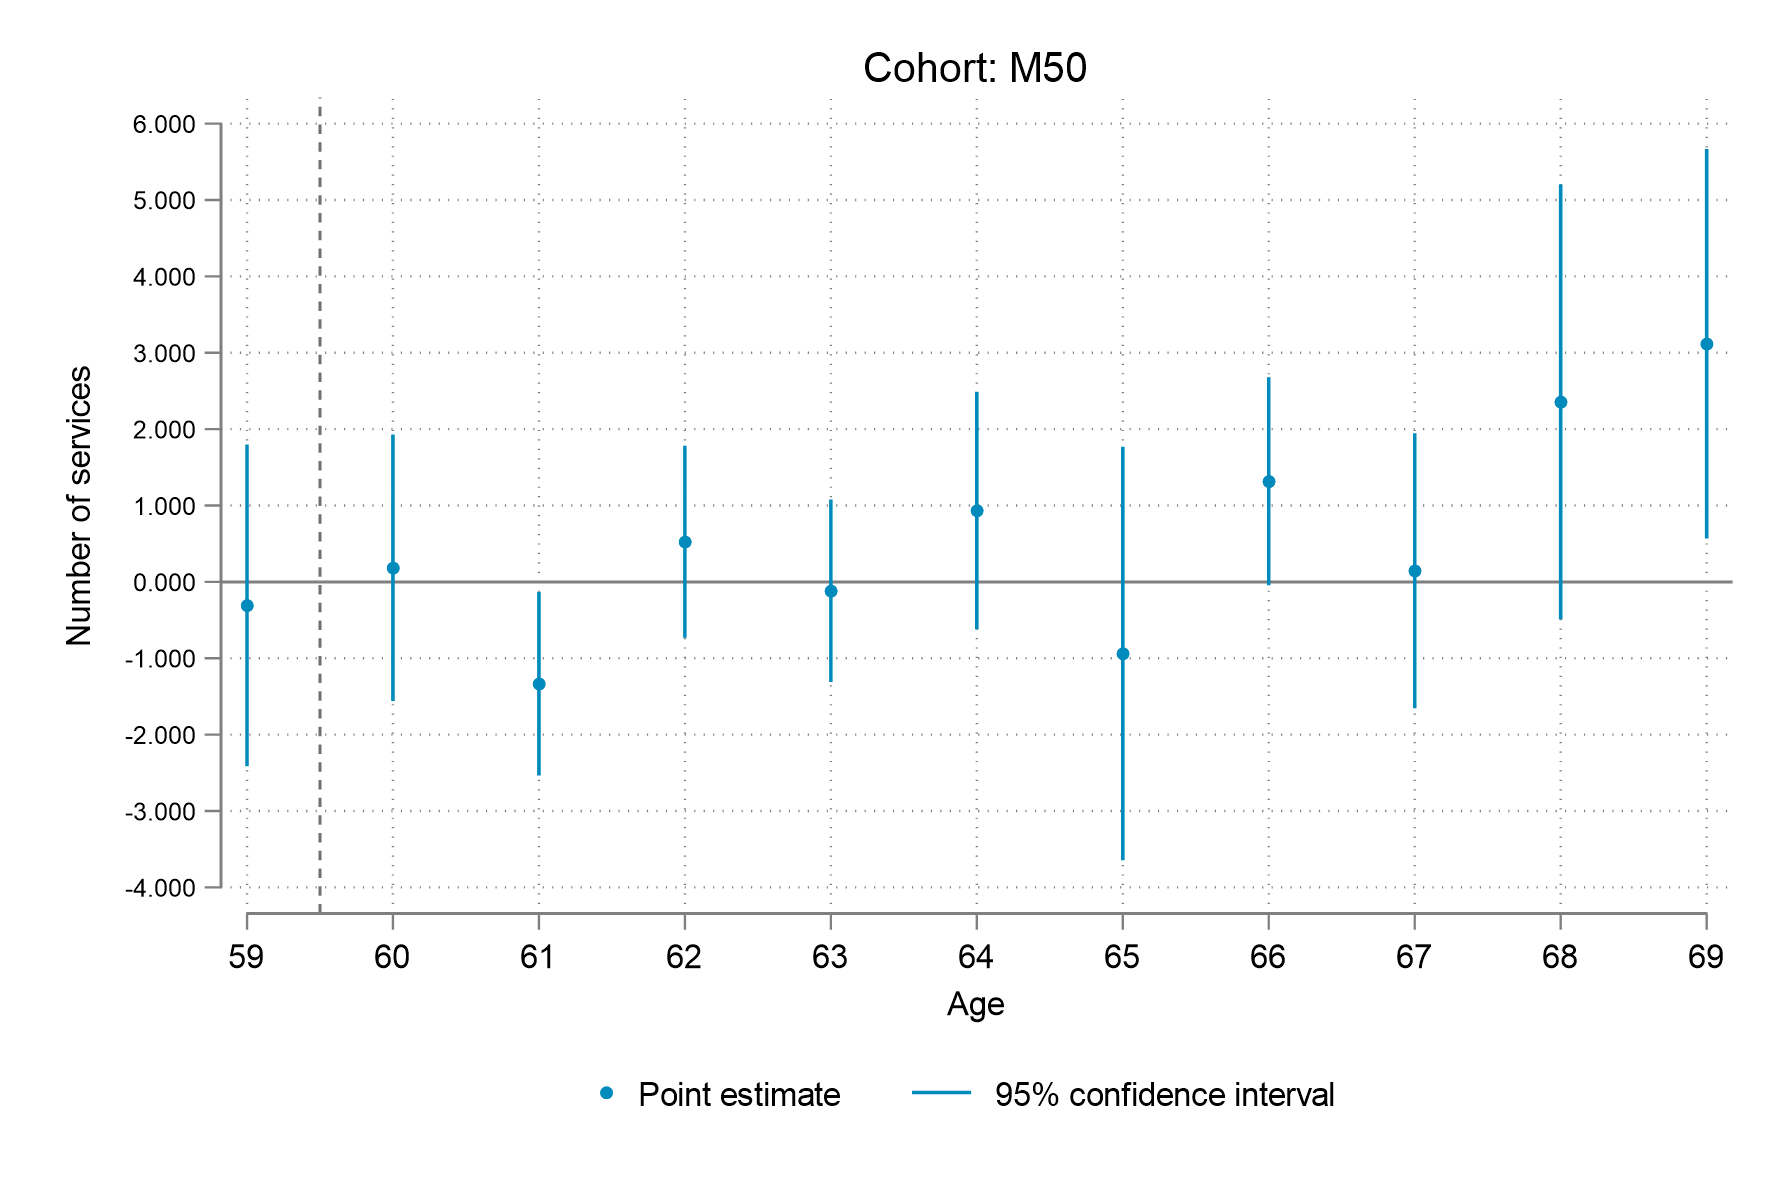 Cohort: M50
6.000
5.000
4.000
3.000
2.000
1.000
0.000
-1.000
-2.000
-3.000
-4.000
Number of services
59 60 61 62 63 64 65 66 67 68 69
Age
Point estimate 95% confidence interval